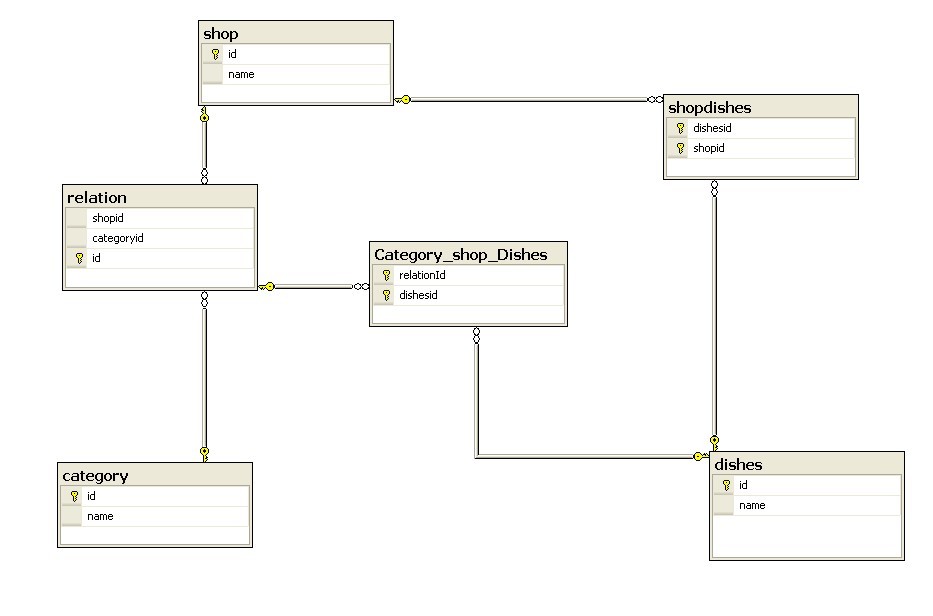 shop
id
name
shopdishes
dishesid
shopid
relation
shopid
categoryid
id
Category_shop_Dishes
relationId
dishesid
category
id
name
dishes
id
name